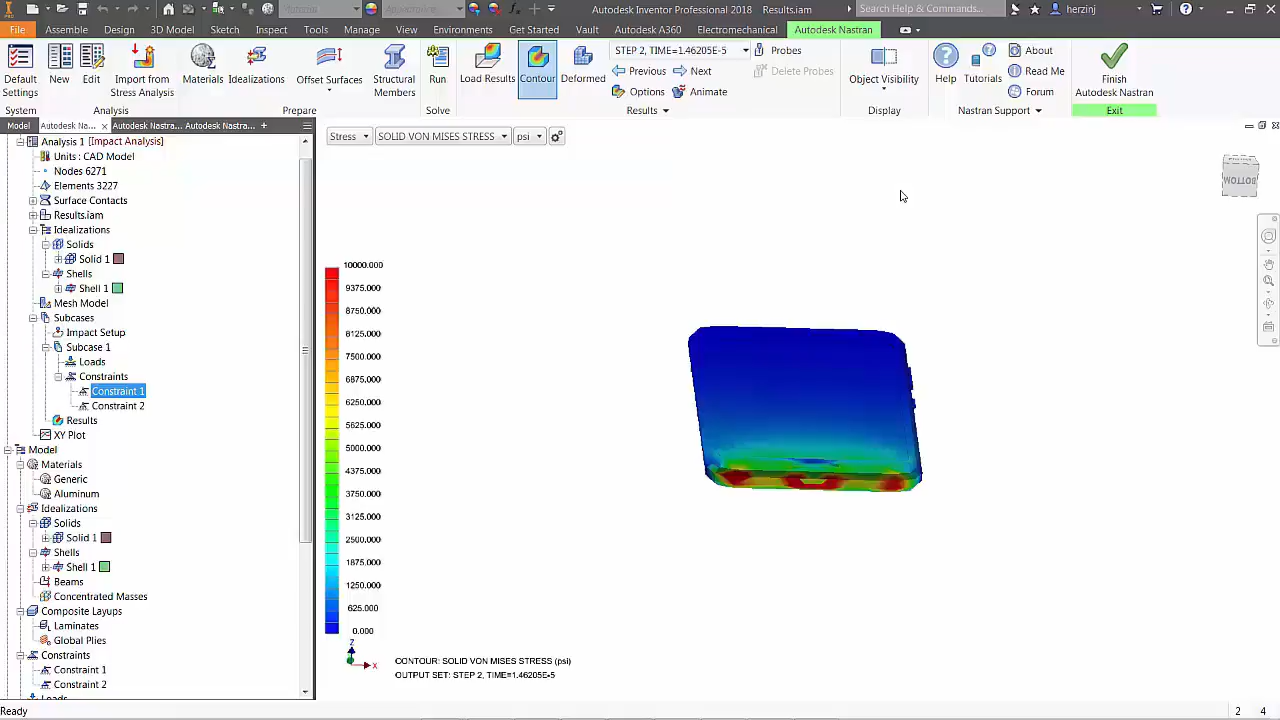 Autodesk Inventor Professional 2018 Results.iam
Search Help & Commands...
herzinj
File Assemble Design 3D Model Sketch Inspect Tools Manage View Environments Get Started Vault Autodesk A360 Electromechanical Autodesk Nastran
Default Settings
New
Edit
Import from Stress Analysis
Materials
Idealizations
Offset Surfaces
Structural Members
Run
Load Results
Contour
Deformed
STEP 2, TIME=1.46205E-5
Previous Next
Options Animate
Probes
Delete Probes
Object Visibility
Help
Tutorials
About
Read Me
Forum
Finish Autodesk Nastran
System Analysis Prepare Solve Results Display Nastran Support Exit
Model Autodesk Na... Autodesk Nastra... Autodesk Nastra...
Analysis 1 [Impact Analysis]
Units : CAD Model
Nodes 6271
Elements 3227
Surface Contacts
Results.iam
Idealizations
Solids
Solid 1
Shells
Shell 1
Mesh Model
Subcases
Impact Setup
Subcase 1
Loads
Constraints
Constraint 1
Constraint 2
Results
XY Plot
Model
Materials
Generic
Aluminum
Idealizations
Solids
Solid 1
Shells
Shell 1
Beams
Concentrated Masses
Composite Layups
Laminates
Global Plies
Constraints
Constraint 1
Constraint 2
Loads
Stress SOLID VON MISES STRESS psi
BOTTOM
10000.000
9375.000
8750.000
8125.000
7500.000
6875.000
6250.000
5625.000
5000.000
4375.000
3750.000
3125.000
2500.000
1875.000
1250.000
625.000
0.000
Z
X
CONTOUR: SOLID VON MISES STRESS (psi)
OUTPUT SET: STEP 2, TIME=1.46205E-5
Ready
2 4